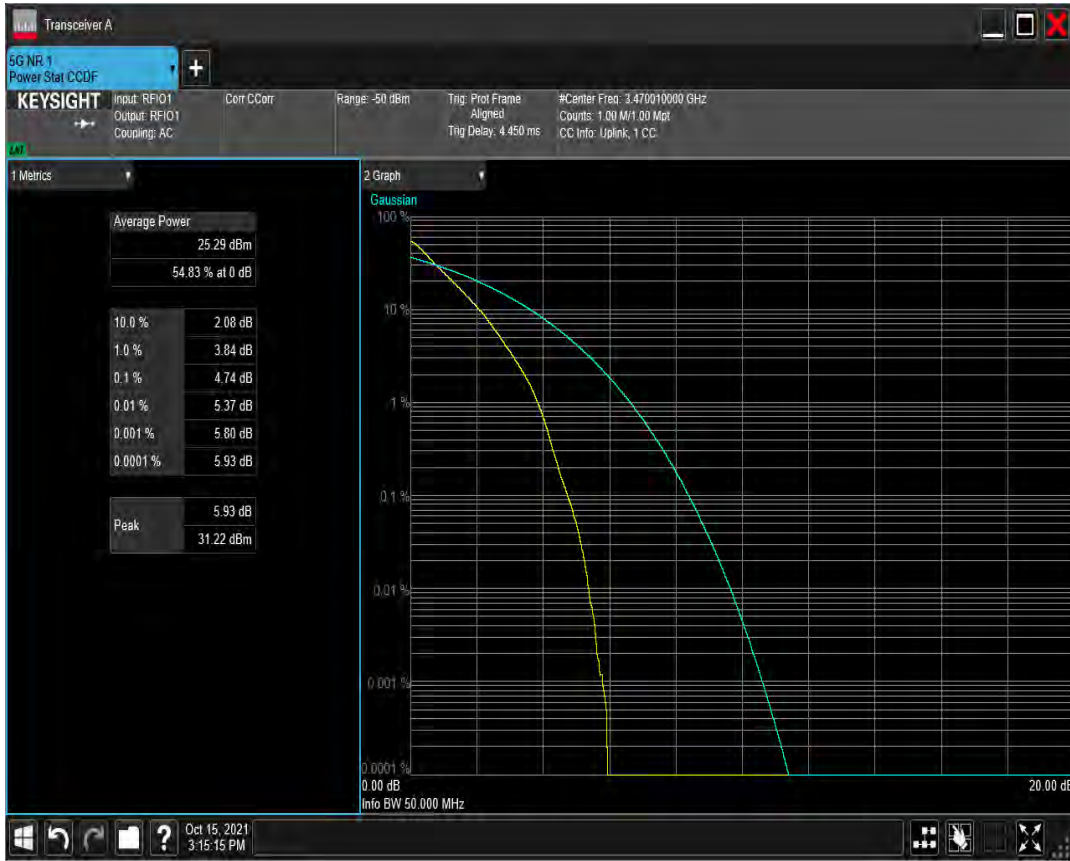 Transceiver A
5G NR 1
Power Stat CCDF
+
KEYSIGHT
Input: RFIO1
Output: RFIO1
Coupling: AC
Corr CCorr
Range: -50 dBm
Trig: Prot Frame
Aligned
Trig Delay: 4.450 ms
#Center Freq: 3.470010000 GHz
Counts: 1.00 M/1.00 Mpt
CC Info: Uplink, 1 CC
LNI
1 Metrics
Average Power
25.29 dBm
54.83 % at 0 dB
10.0 % 2.08 dB
1.0 % 3.84 dB
0.1 % 4.74 dB
0.01 % 5.37 dB
0.001 % 5.80 dB
0.0001 % 5.93 dB
Peak
5.93 dB
31.22 dBm
2 Graph
Gaussian
100 %
10 %
1 %
0.1 %
0.01 %
0.001 %
0.0001 %
0.00 dB 20.00 dB
Info BW 50.000 MHz
?
Oct 15, 2021
3:15:15 PM